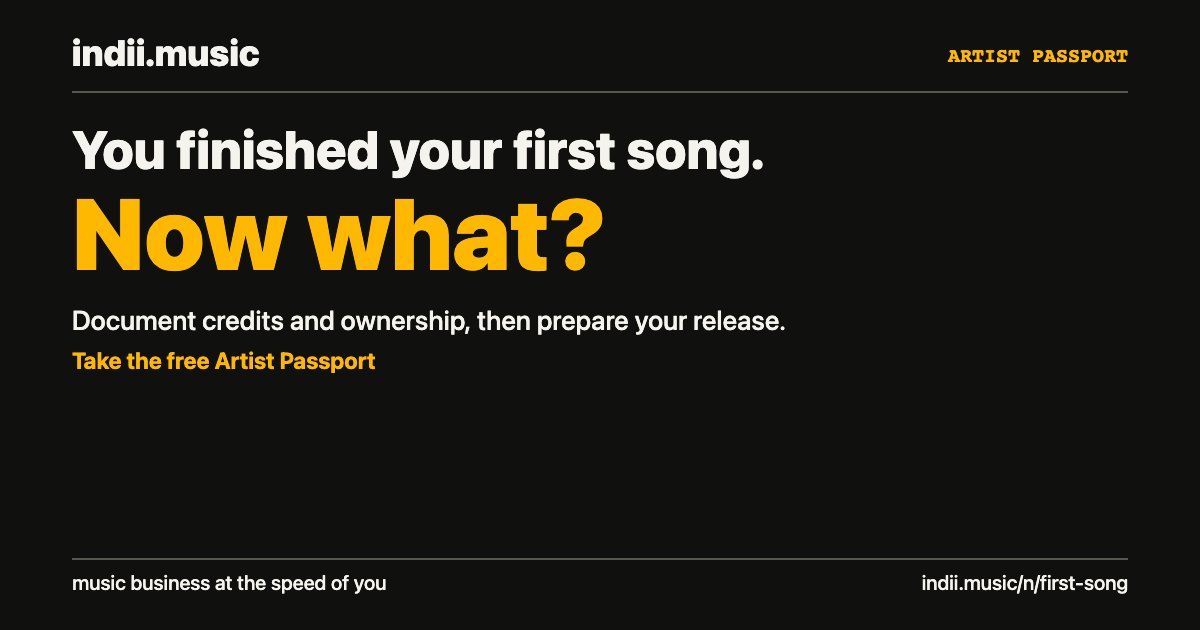 indii.music
ARTIST PASSPORT
You finished your first song.
Now what?
Document credits and ownership, then prepare your release.
Take the free Artist Passport
music business at the speed of you
indii.music/n/first-song